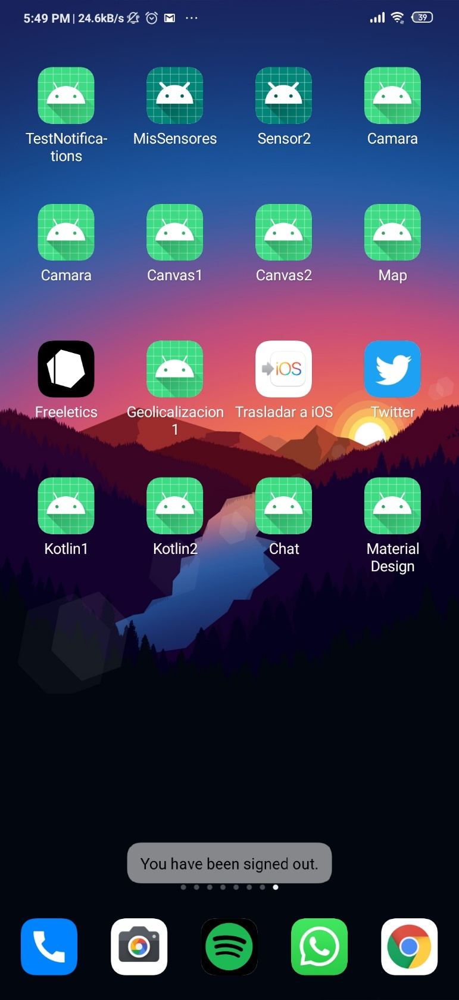 5:49 PM | 24.6kB/s ... 39
TestNotifica-
tions
MisSensores
Sensor2
Camara
Camara
Canvas1
Canvas2
Map
iOS
Freeletics
Geolicalizacion
1
Trasladar a iOS
Twitter
Kotlin1
Kotlin2
Chat
Material
Design
You have been signed out.